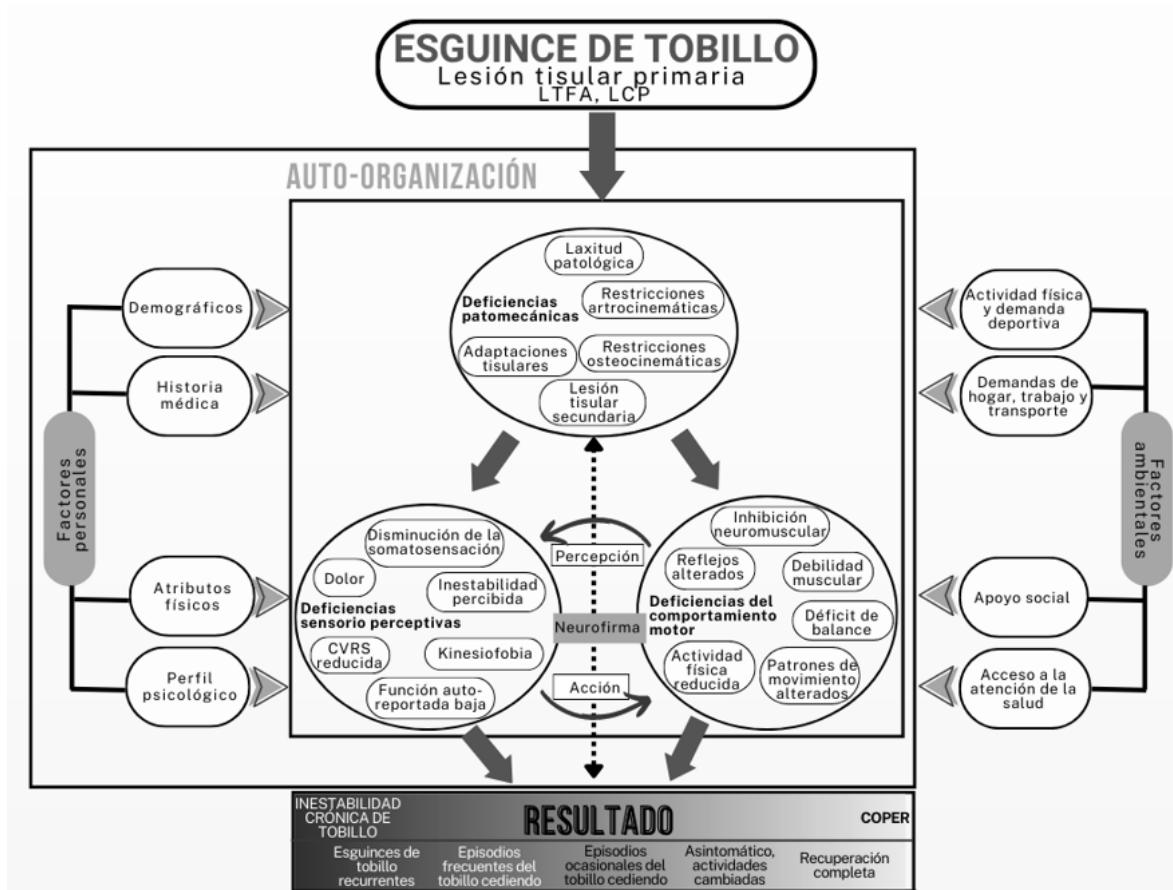 ESGUINCE DE TOBILLO
Lesión tisular primaria
LTFA, LCP
AUTO-ORGANIZACIÓN
Factores
personales
Demográficos
Historia
médica
Atributos
físicos
Perfil
psicológico
Laxitud
patológica
Deficiencias
patomecánicas
Restricciones
artrocinemáticas
Adaptaciones
tisulares
Restricciones
osteocinemáticas
Lesión
tisular
secundaria
Disminución de la
somatosensación
Dolor
Inestabilidad
percibida
Deficiencias
sensorio perceptivas
CVRS
reducida
Kinesiofobia
Función auto-
reportada baja
Percepción
Neurofirma
Acción
Inhibición
neuromuscular
Reflejos
alterados
Debilidad
muscular
Deficiencias del
comportamiento
motor
Déficit de
balance
Actividad
física
reducida
Patrones de
movimiento
alterados
Actividad física
y demanda
deportiva
Demandas de
hogar, trabajo y
transporte
Apoyo social
Acceso a la
atención de la
salud
Factores
ambientales
INESTABILIDAD
CRÓNICA DE
TOBILLO
RESULTADO
COPER
Esguinces de
tobillo
recurrentes
Episodios
frecuentes del
tobillo cediendo
Episodios
ocasionales del
tobillo cediendo
Asintomático,
actividades
cambiadas
Recuperación
completa